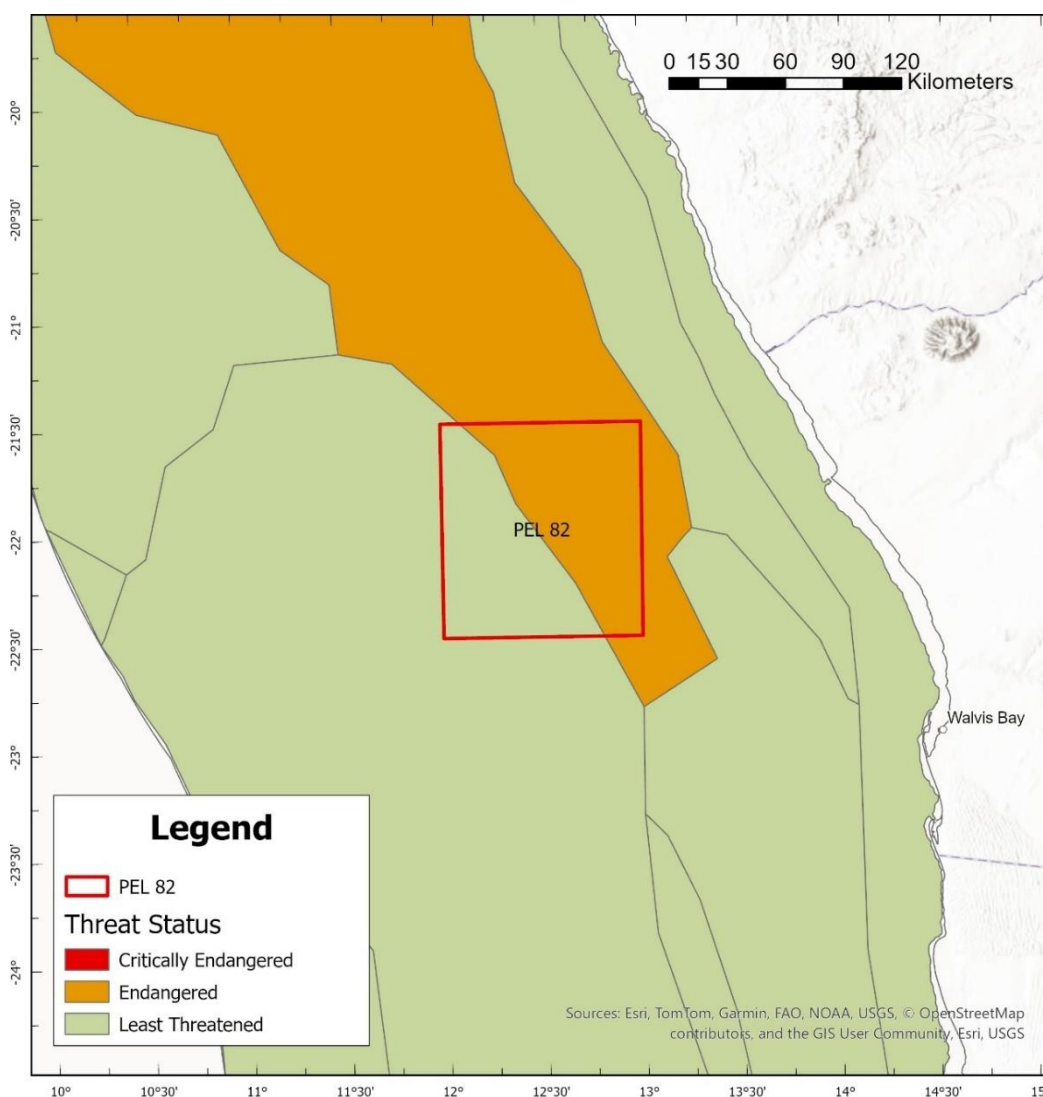 0 15 30 60 90 120
Kilometers
-20°
-20°30'
-21°
-21°30'
-22°
-22°30'
-23°
-23°30'
-24°
PEL 82
Walvis Bay
Legend
PEL 82
Threat Status
Critically Endangered
Endangered
Least Threatened
Sources: Esri, TomTom, Garmin, FAO, NOAA, USGS, © OpenStreetMap
contributors, and the GIS User Community, Esri, USGS
10° 10°30' 11° 11°30' 12° 12°30' 13° 13°30' 14° 14°30'